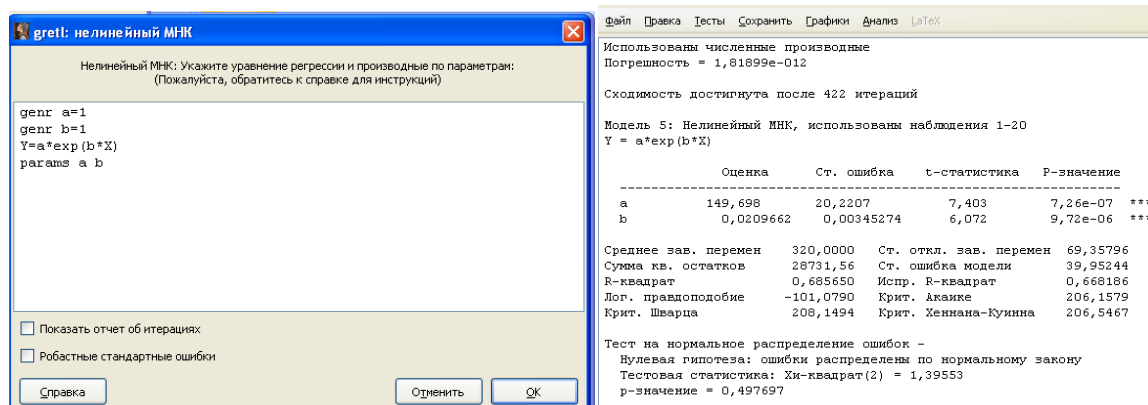 gretl: нелинейный МНК
Нелинейный МНК: Укажите уравнение регрессии и производные по параметрам:
(Пожалуйста, обратитесь к справке для инструкций)
genr a=1
genr b=1
Y=a*exp(b*X)
params a b
Показать отчет об итерациях
Робастные стандартные ошибки
Справка
Отменить
OK
Файл Правка Тесты Сохранить Графики Анализ LaTeX
Использованы численные производные
Погрешность = 1,81899e-012
Сходимость достигнута после 422 итераций
Модель 5: Нелинейный МНК, использованы наблюдения 1-20
Y = a*exp(b*X)
Оценка Ст. ошибка t-статистика P-значение
a 149,698 20,2207 7,403 7,26e-07 ***
b 0,0209662 0,00345274 6,072 9,72e-06 ***
Среднее зав. перемен 320,0000 Ст. откл. зав. перемен 69,35796
Сумма кв. остатков 28731,56 Ст. ошибка модели 39,95244
R-квадрат 0,685650 Испр. R-квадрат 0,668186
Лог. правдоподобие -101,0790 Крит. Акаике 206,1579
Крит. Шварца 208,1494 Крит. Хеннана-Куинна 206,5467
Тест на нормальное распределение ошибок -
Нулевая гипотеза: ошибки распределены по нормальному закону
Тестовая статистика: Хи-квадрат(2) = 1,39553
р-значение = 0,497697